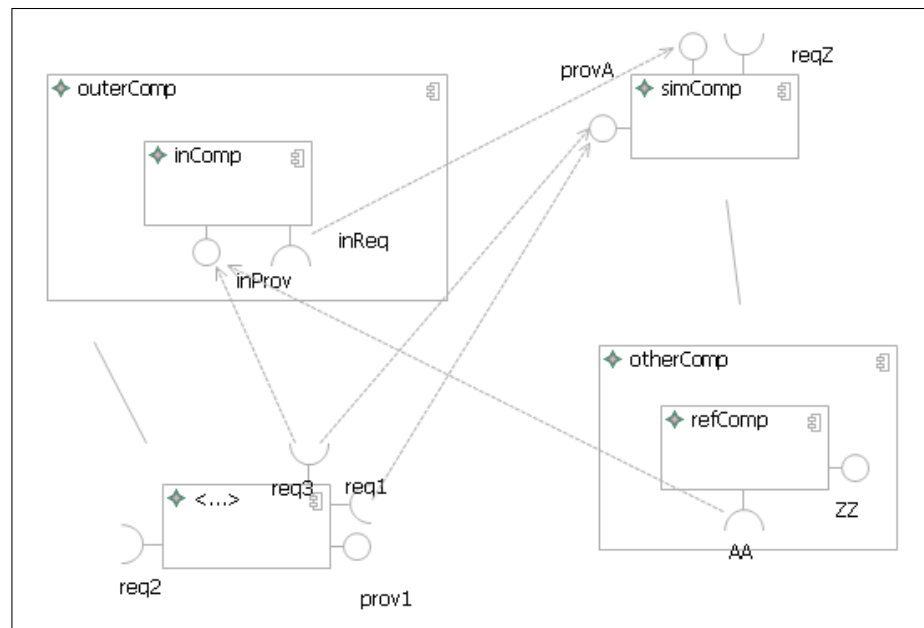 reqZ
provA
outerComp
simComp
inComp
inReq
inProv
otherComp
refComp
req3
req1
<...>
ZZ
AA
req2
prov1